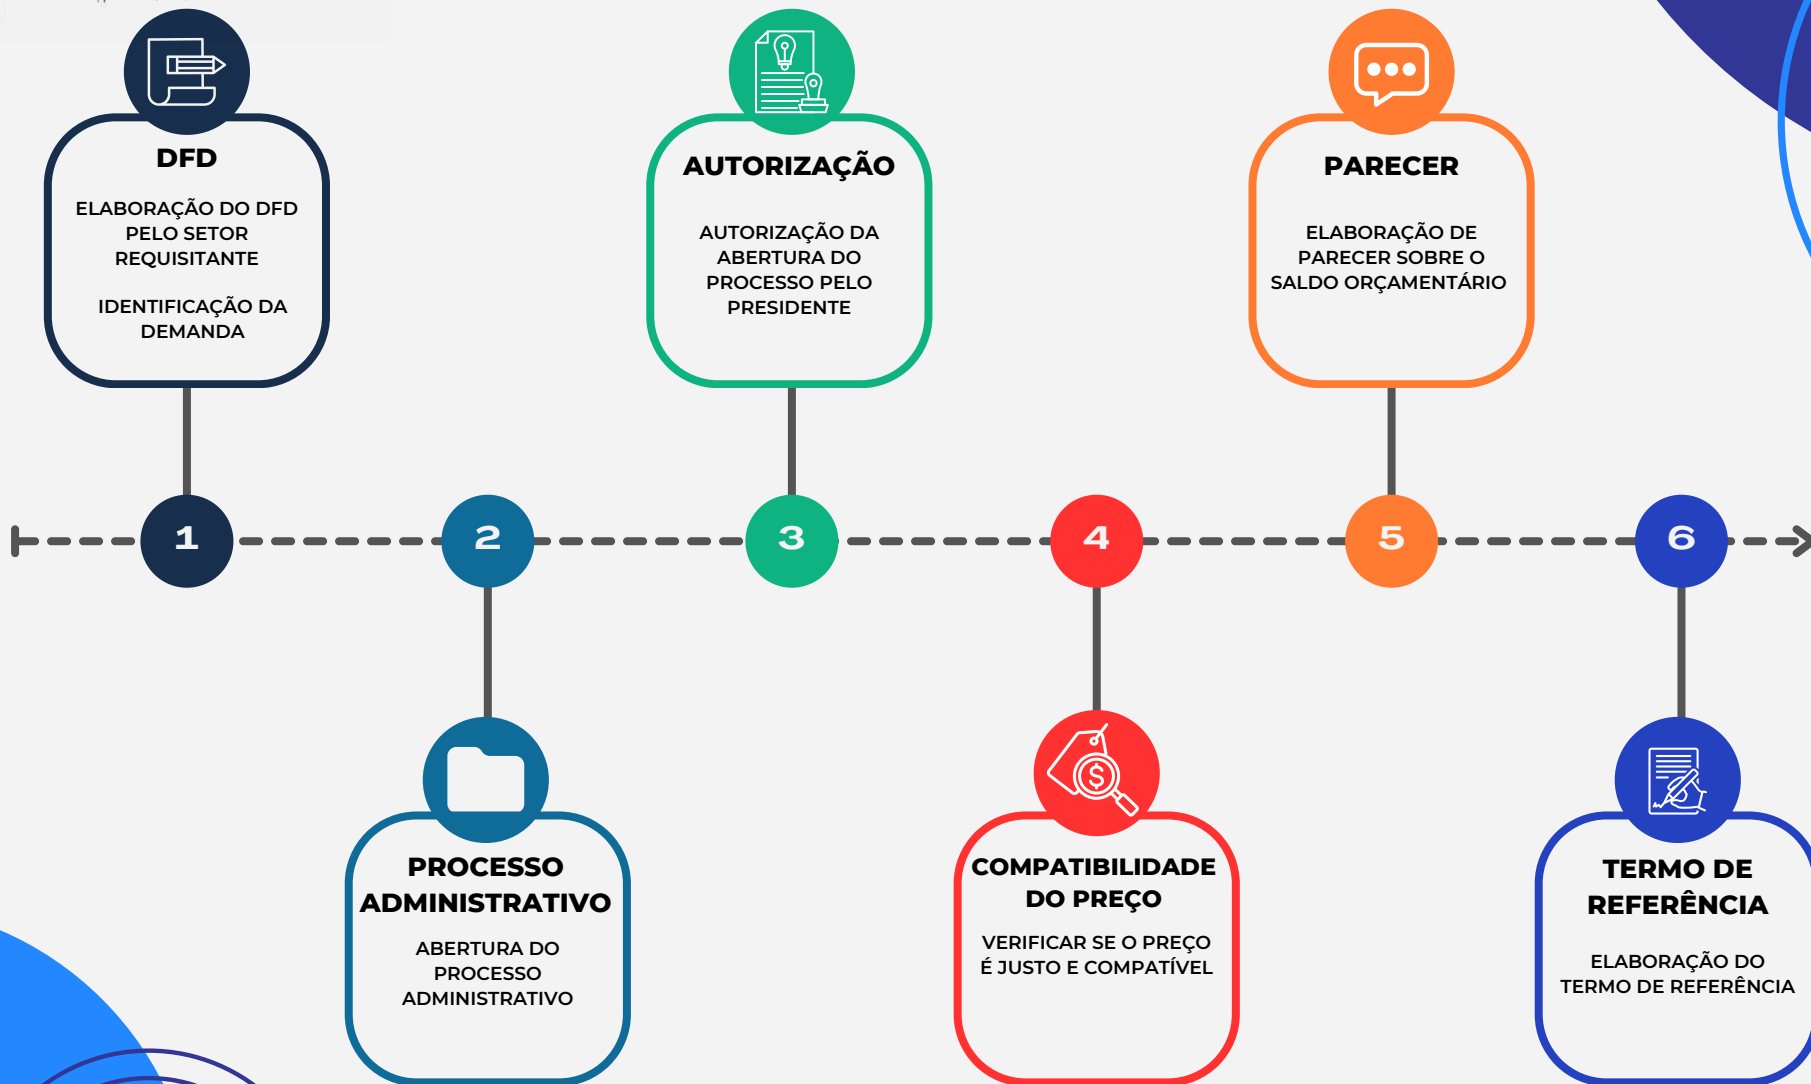 DFD
ELABORAÇÃO DO DFD
PELO SETOR
REQUISITANTE
IDENTIFICAÇÃO DA
DEMANDA
AUTORIZAÇÃO
AUTORIZAÇÃO DA
ABERTURA DO
PROCESSO PELO
PRESIDENTE
PARECER
ELABORAÇÃO DE
PARECER SOBRE O
SALDO ORÇAMENTÁRIO
1
2
3
4
5
6
PROCESSO
ADMINISTRATIVO
ABERTURA DO
PROCESSO
ADMINISTRATIVO
$
COMPATIBILIDADE
DO PREÇO
VERIFICAR SE O PREÇO
É JUSTO E COMPATÍVEL
TERMO DE
REFERÊNCIA
ELABORAÇÃO DO
TERMO DE REFERÊNCIA